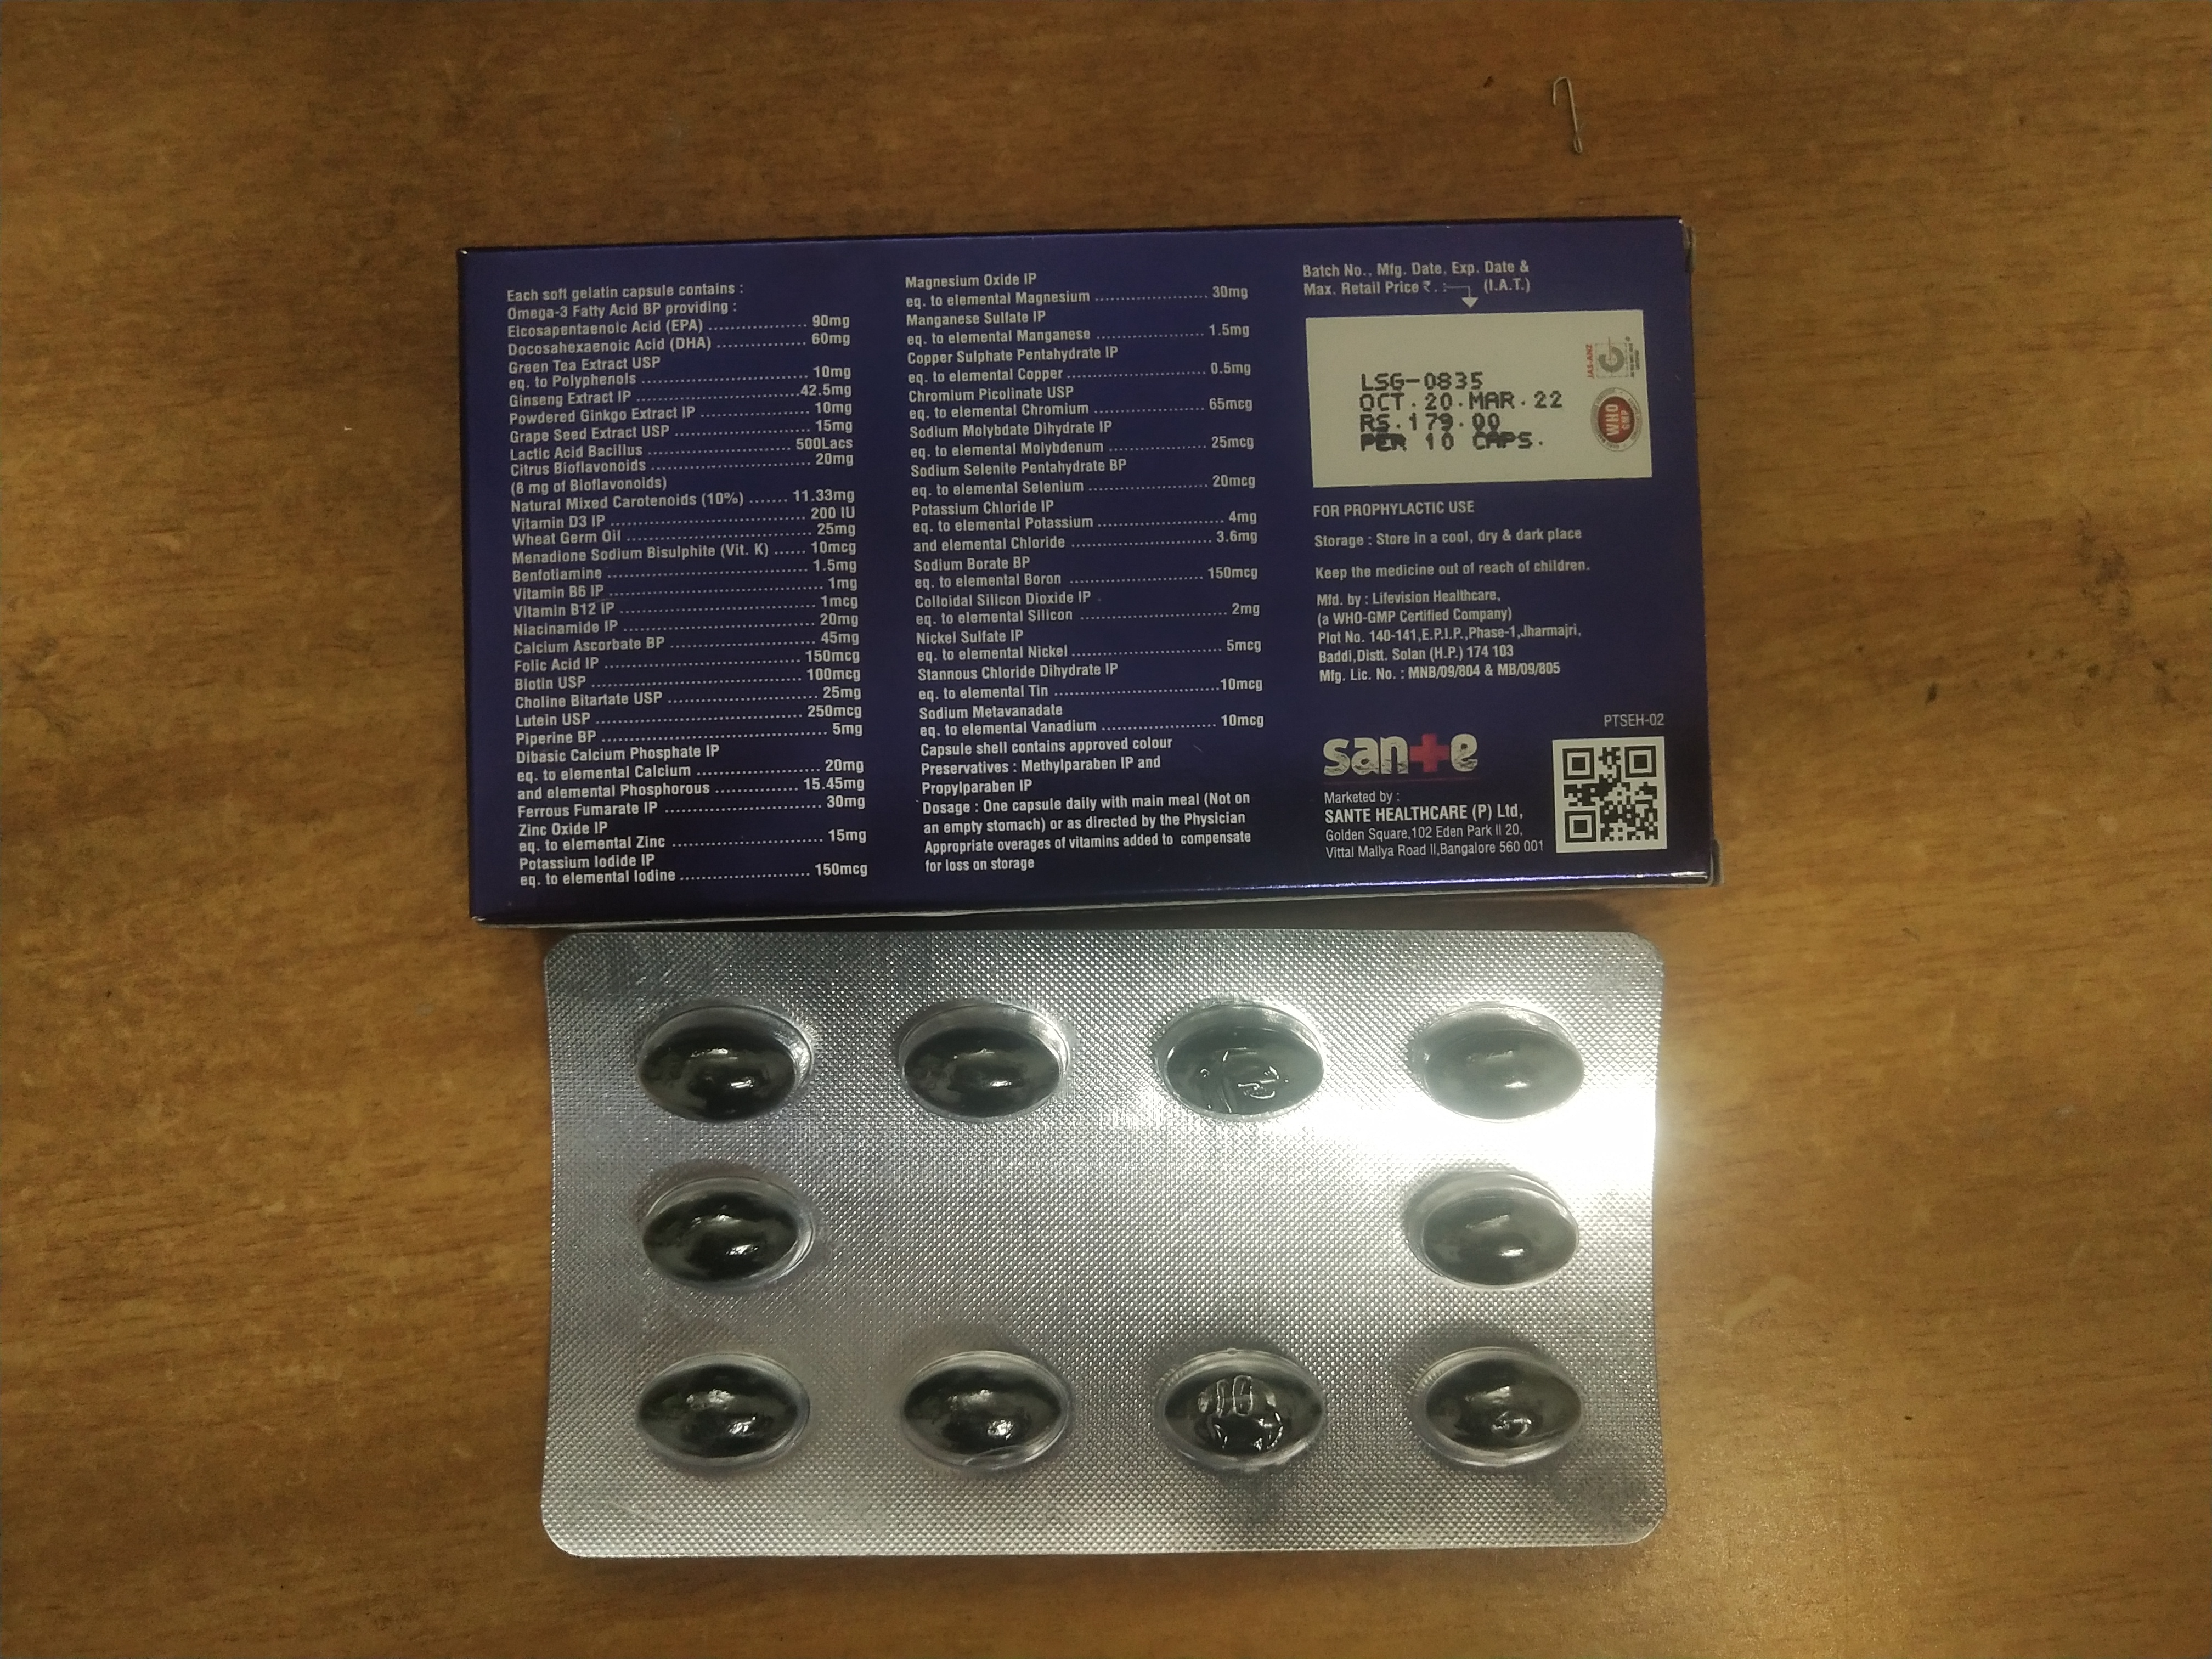 Each soft gelatin capsule contains :
Omega-3 Fatty Acid BP providing :
Eicosapentaenoic Acid (EPA) ........................ 90mg
Docosahexaenoic Acid (DHA) ..................... 60mg
Green Tea Extract USP
eq. to Polyphenols ........................................ 10mg
Ginseng Extract IP ........................................ 42.5mg
Powdered Ginkgo Extract IP ....................... 10mg
Grape Seed Extract USP ................................ 15mg
Lactic Acid Bacillus .................................... 500Lacs
Citrus Bioflavonoids ..................................... 20mg
(8 mg of Bioflavonoids)
Natural Mixed Carotenoids (10%) ....... 11.33mg
Vitamin D3 IP .............................................. 200 IU
Wheat Germ Oil ............................................ 25mg
Menadione Sodium Bisulphite (Vit. K) ...... 10mcg
Benfotiamine ............................................... 1.5mg
Vitamin B6 IP ................................................ 1mg
Vitamin B12 IP ............................................ 1mcg
Niacinamide IP ............................................ 20mg
Calcium Ascorbate BP .................................. 45mg
Folic Acid IP .............................................. 150mcg
Biotin USP ................................................. 100mcg
Choline Bitartate USP .................................. 25mg
Lutein USP ................................................ 250mcg
Piperine BP ................................................... 5mg
Dibasic Calcium Phosphate IP
eq. to elemental Calcium .......................... 20mg
and elemental Phosphorous ................... 15.45mg
Ferrous Fumarate IP .................................. 30mg
Zinc Oxide IP
eq. to elemental Zinc ................................ 15mg
Potassium Iodide IP
eq. to elemental Iodine .......................... 150mcg
Magnesium Oxide IP
eq. to elemental Magnesium ........................ 30mg
Manganese Sulfate IP
eq. to elemental Manganese ........................ 1.5mg
Copper Sulphate Pentahydrate IP
eq. to elemental Copper .............................. 0.5mg
Chromium Picolinate USP
eq. to elemental Chromium ....................... 65mcg
Sodium Molybdate Dihydrate IP
eq. to elemental Molybdenum ..................... 25mcg
Sodium Selenite Pentahydrate BP
eq. to elemental Selenium .......................... 20mcg
Potassium Chloride IP
eq. to elemental Potassium .......................... 4mg
and elemental Chloride .............................. 3.6mg
Sodium Borate BP
eq. to elemental Boron ............................. 150mcg
Colloidal Silicon Dioxide IP
eq. to elemental Silicon .............................. 2mg
Nickel Sulfate IP
eq. to elemental Nickel ............................... 5mcg
Stannous Chloride Dihydrate IP
eq. to elemental Tin .................................. 10mcg
Sodium Metavanadate
eq. to elemental Vanadium ......................... 10mcg
Capsule shell contains approved colour
Preservatives : Methylparaben IP and
Propylparaben IP
Dosage : One capsule daily with main meal (Not on
an empty stomach) or as directed by the Physician
Appropriate overages of vitamins added to compensate
for loss on storage
Batch No., Mfg. Date, Exp. Date &
Max. Retail Price ₹. : (I.A.T.)
LSG-0835
OCT.20.MAR.22
RS.179.00
PER 10 CAPS.
JAS-ANZ
WHO
GMP
FOR PROPHYLACTIC USE
Storage : Store in a cool, dry & dark place
Keep the medicine out of reach of children.
Mfd. by : Lifevision Healthcare,
(a WHO-GMP Certified Company)
Plot No. 140-141,E.P.I.P.,Phase-1,Jharmajri,
Baddi,Distt. Solan (H.P.) 174 103
Mfg. Lic. No. : MNB/09/804 & MB/09/805
PTSEH-02
sante
Marketed by :
SANTE HEALTHCARE (P) Ltd,
Golden Square,102 Eden Park II 20,
Vittal Mallya Road II,Bangalore 560 001